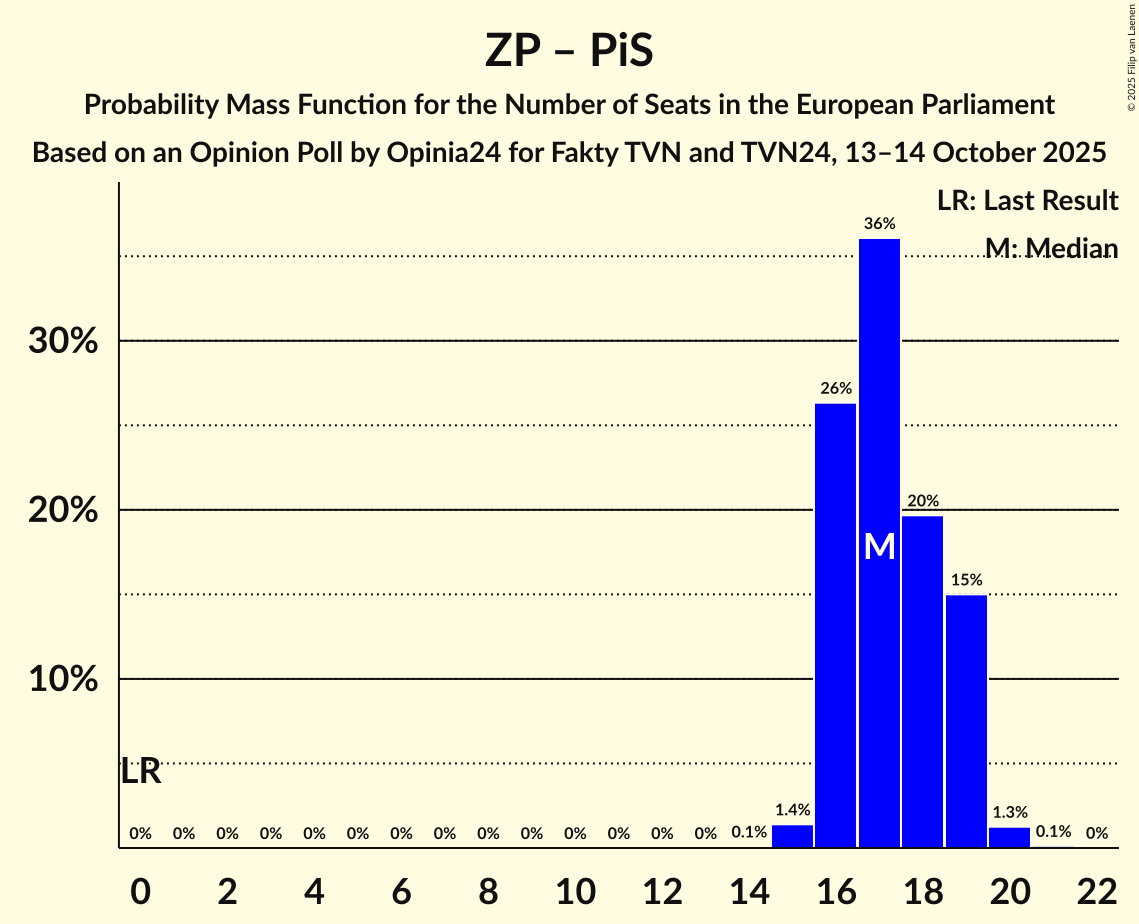 ZP – PiS
Probability Mass Function for the Number of Seats in the European Parliament
Based on an Opinion Poll by Opinia24 for Fakty TVN and TVN24, 13–14 October 2025
© 2025 Filip van Laenen
LR: Last Result
M: Median
30%
20%
10%
36%
26%
20%
15%
M
LR
0% 0% 0% 0% 0% 0% 0% 0% 0% 0% 0% 0% 0% 0% 0.1% 1.4% 1.3% 0.1% 0%
0 2 4 6 8 10 12 14 16 18 20 22